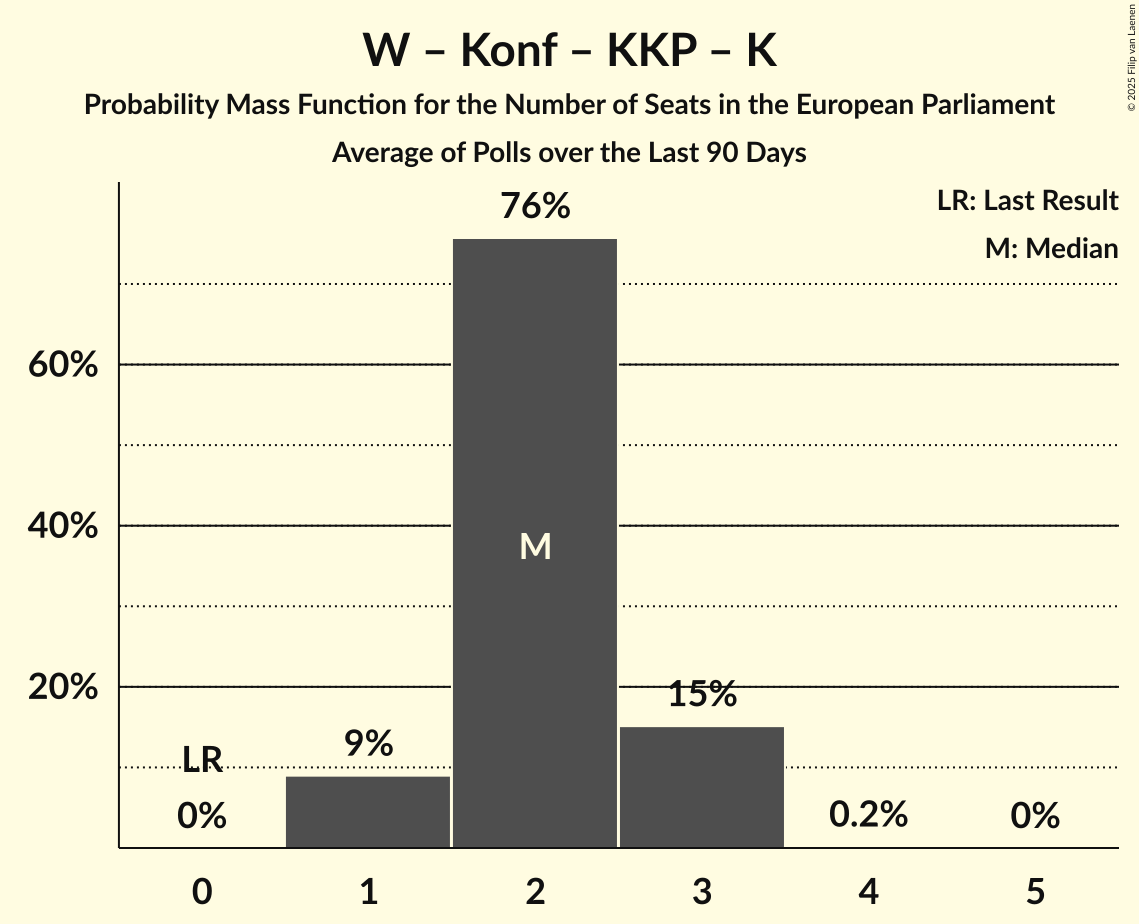 W – Konf – KKP – K
Probability Mass Function for the Number of Seats in the European Parliament
Average of Polls over the Last 90 Days
© 2025 Filip van Laenen
LR: Last Result
M: Median
76%
60%
40%
M
20%
15%
9%
LR
0%
0.2%
0%
0 1 2 3 4 5